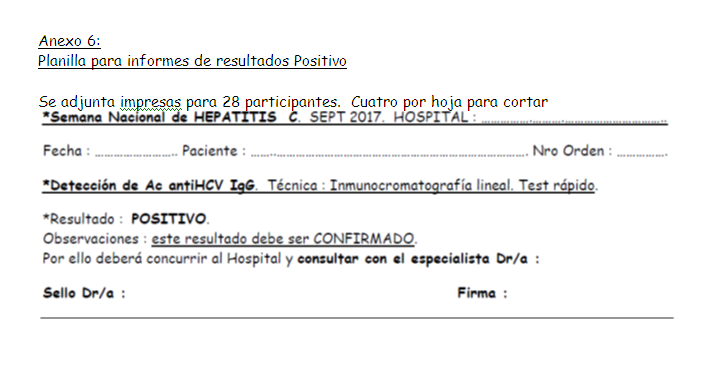 Anexo 6:
Planilla para informes de resultados Positivo
Se adjunta impresas para 28 participantes.  Cuatro por hoja para cortar
*Semana Nacional de HEPATITIS  C.  SEPT 2017.  HOSPITAL : ……………………………………………..
Fecha : …………………….. Paciente : ……..……………………………………………………………. Nro Orden : …………….
*Detección de Ac antiHCV IgG.  Técnica : Inmunocromatografía lineal. Test rápido.
*Resultado :  POSITIVO.
Observaciones : este resultado debe ser CONFIRMADO.
Por ello deberá concurrir al Hospital y consultar con el especialista Dr/a :
Sello Dr/a :                    Firma :